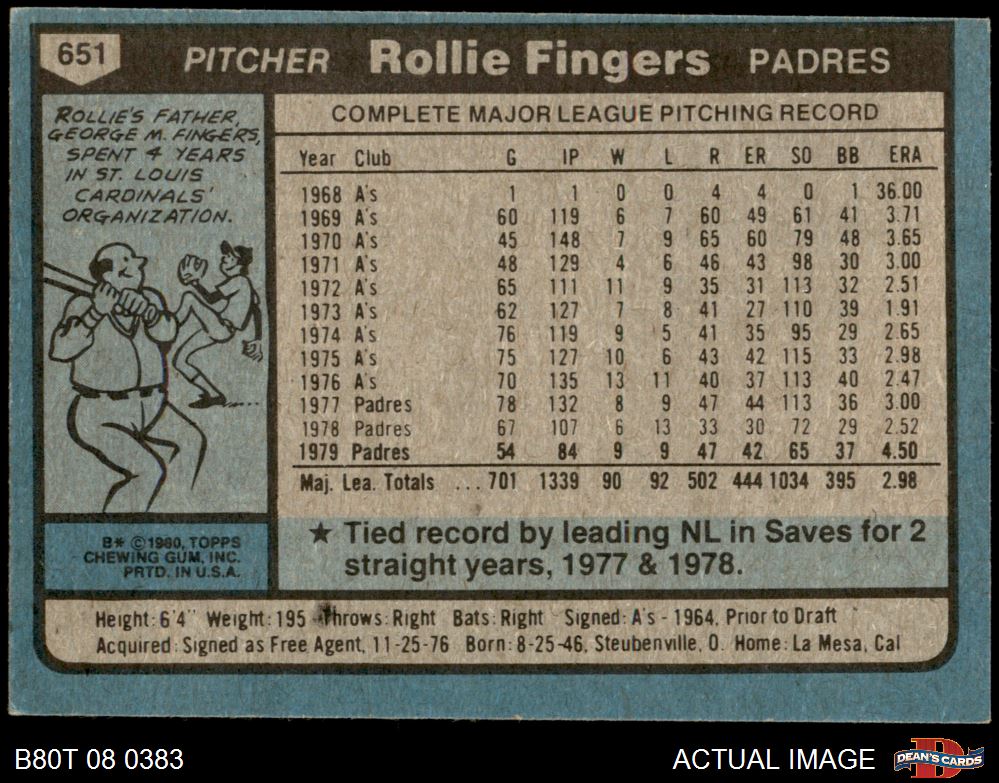 651 PITCHER Rollie Fingers PADRES
ROLLIE'S FATHER,
GEORGE M. FINGERS,
SPENT 4 YEARS
IN ST. LOUIS
CARDINALS'
ORGANIZATION.
COMPLETE MAJOR LEAGUE PITCHING RECORD
Year Club G IP W L R ER SO BB ERA
1968 A's 1 1 0 0 4 4 0 1 36.00
1969 A's 60 119 6 7 60 49 61 41 3.71
1970 A's 45 148 7 9 65 60 79 48 3.65
1971 A's 48 129 4 6 46 43 98 30 3.00
1972 A's 65 111 11 9 35 31 113 32 2.51
1973 A's 62 127 7 8 41 27 110 39 1.91
1974 A's 76 119 9 5 41 35 95 29 2.65
1975 A's 75 127 10 6 43 42 115 33 2.98
1976 A's 70 135 13 11 40 37 113 40 2.47
1977 Padres 78 132 8 9 47 44 113 36 3.00
1978 Padres 67 107 6 13 33 30 72 29 2.52
1979 Padres 54 84 9 9 47 42 65 37 4.50
Maj. Lea. Totals ... 701 1339 90 92 502 444 1034 395 2.98
★ Tied record by leading NL in Saves for 2
straight years, 1977 & 1978.
B* ©1980, TOPPS
CHEWING GUM, INC.
PRTD. IN U.S.A.
Height: 6'4" Weight: 195 Throws: Right Bats: Right Signed: A's - 1964, Prior to Draft
Acquired: Signed as Free Agent, 11-25-76 Born: 8-25-46, Steubenville, O. Home: La Mesa, Cal
B80T 08 0383 ACTUAL IMAGE DEAN'S CARDS